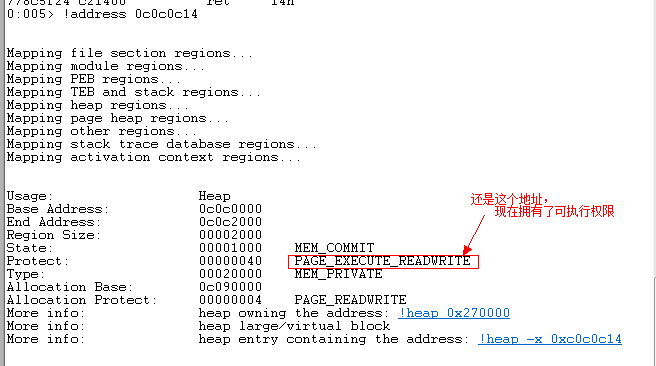 778c5f24 c21400          ret     14h
0:005> !address 0c0c0c14
Mapping file section regions...
Mapping module regions...
Mapping PEB regions...
Mapping TEB and stack regions...
Mapping heap regions...
Mapping page heap regions...
Mapping other regions...
Mapping stack trace database regions...
Mapping activation context regions...
还是这个地址，
现在拥有了可执行权限
Usage:                  Heap
Base Address:           0c0c0000
End Address:            0c0c2000
Region Size:            00002000
State:                  00001000    MEM_COMMIT
Protect:                00000040    PAGE_EXECUTE_READWRITE
Type:                   00020000    MEM_PRIVATE
Allocation Base:        0c090000
Allocation Protect:     00000004    PAGE_READWRITE
More info:              heap owning the address: !heap 0x270000
More info:              heap large/virtual block
More info:              heap entry containing the address: !heap -x 0xc0c0c14